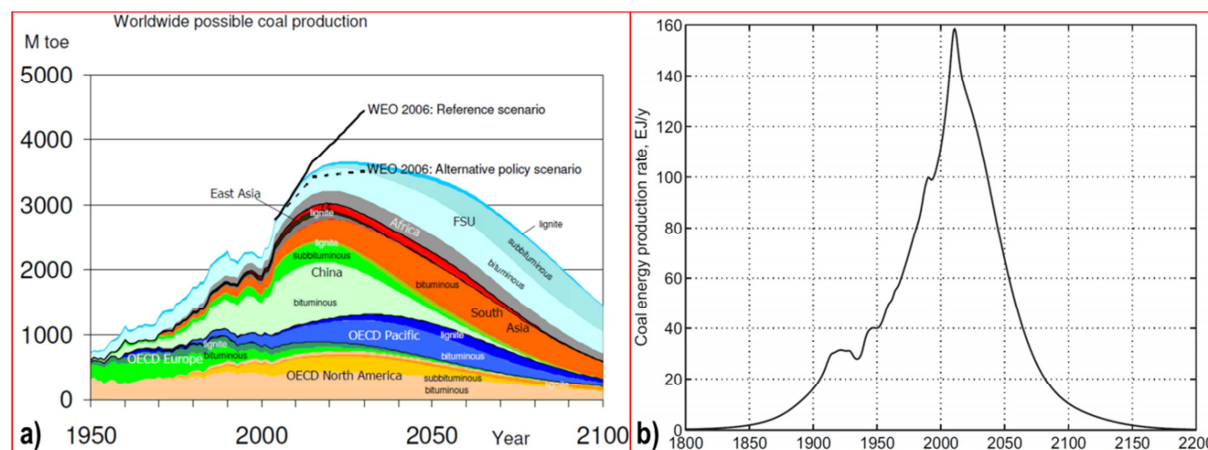 Worldwide possible coal production
M toe
5000
4000
3000
2000
1000
0
1950
2000
2050
Year
2100
WEO 2006: Reference scenario
WEO 2006: Alternative policy scenario
East Asia
lignite
Africa
FSU
lignite
subbituminous
bituminous
lignite
subbituminous
China
bituminous
bituminous
South
Asia
OECD Pacific
lignite
bituminous
OECD Europe
lignite
bituminous
OECD North America
subbituminous
bituminous
lignite
a)
Coal energy production rate, EJ/y
160
140
120
100
80
60
40
20
0
1800
1850
1900
1950
2000
2050
2100
2150
2200
b)